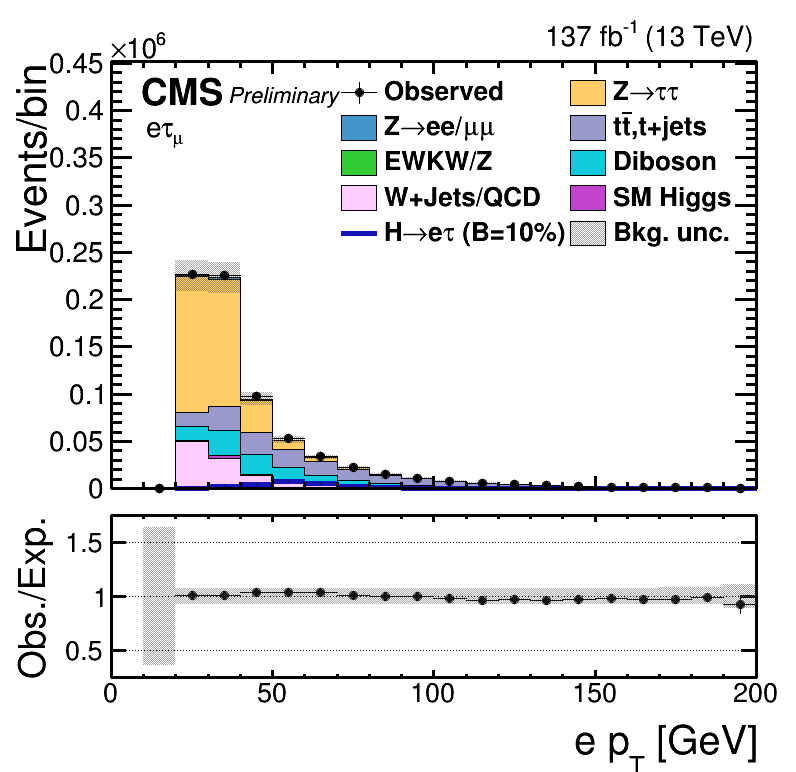 ×10⁶
137 fb⁻¹ (13 TeV)
Events/bin
0.45
0.4
0.35
0.3
0.25
0.2
0.15
0.1
0.05
0
CMS Preliminary
eτμ
Observed
Z→ττ
Z→ee/μμ
tt̄,t+jets
EWKW/Z
Diboson
W+Jets/QCD
SM Higgs
H→eτ (B=10%)
Bkg. unc.
Obs./Exp.
1.5
1
0.5
0 50 100 150 200
e pT [GeV]